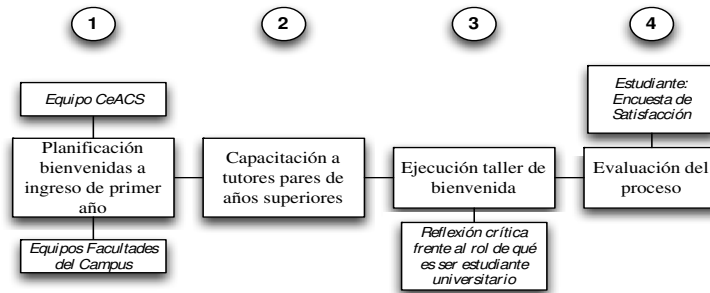 1
2
3
4
Equipo CeACS
Estudiante:
Encuesta de
Satisfacción
Planificación
bienvenidas a
ingreso de primer
año
Capacitación a
tutores pares de
años superiores
Ejecución taller de
bienvenida
Evaluación del
proceso
Equipos Facultades
del Campus
Reflexión crítica
frente al rol de qué
es ser estudiante
universitario